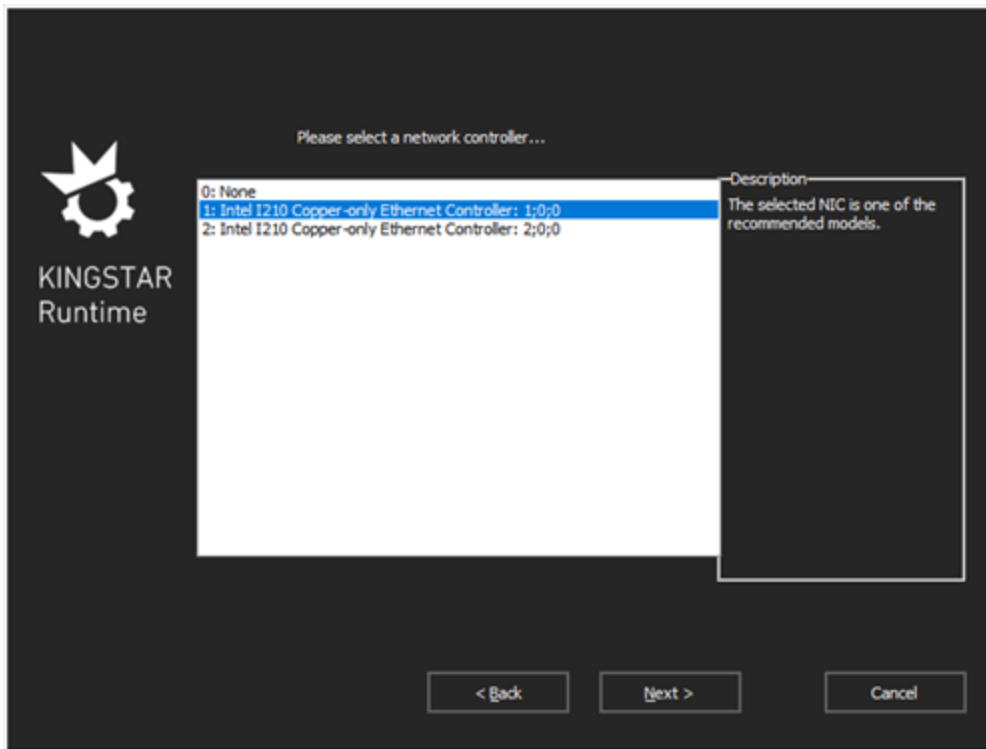 Please select a network controller...
KINGSTAR
Runtime
0: None
1: Intel I210 Copper-only Ethernet Controller: 1;0;0
2: Intel I210 Copper-only Ethernet Controller: 2;0;0
Description
The selected NIC is one of the
recommended models.
< Back
Next >
Cancel